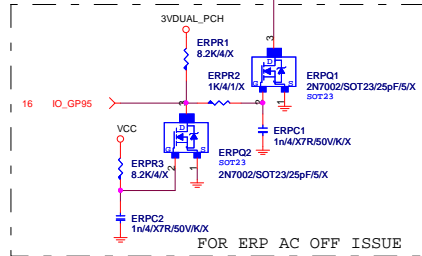 3VDUAL_PCH
3
ERPR1
8.2K/4/X
ERPR2
1K/4/1/X
D
G
S
ERPQ1
2N7002/SOT23/25pF/5/X
SOT23
2
1
16 IO_GP95
3
VCC
D
G
S
ERPC1
1n/4/X7R/50V/K/X
ERPR3
8.2K/4/X
ERPQ2
SOT23
2N7002/SOT23/25pF/5/X
2
1
ERPC2
1n/4/X7R/50V/K/X
FOR ERP AC OFF ISSUE